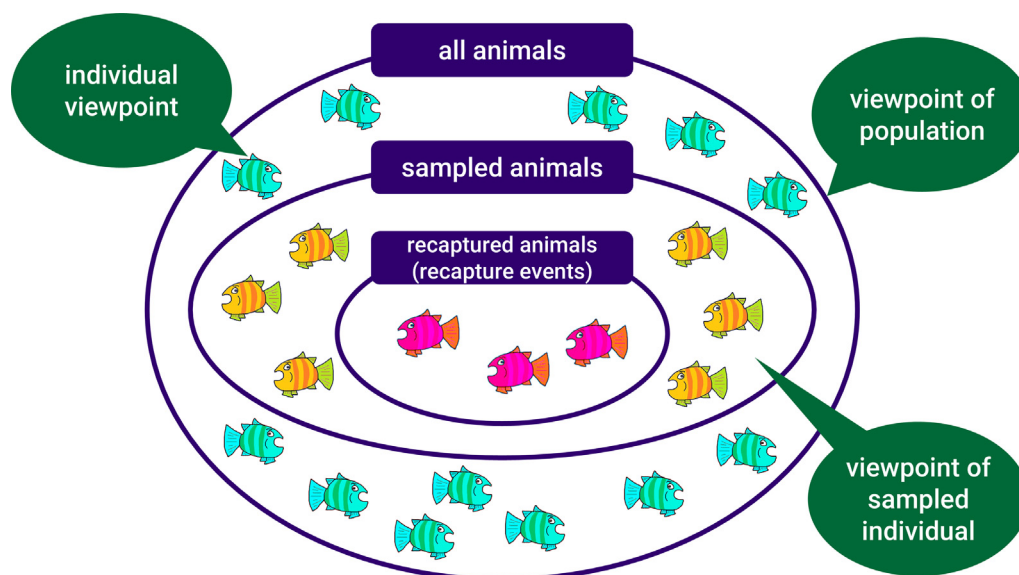 all animals
individual
viewpoint
viewpoint of
population
sampled animals
recaptured animals
(recapture events)
viewpoint of
sampled
individual